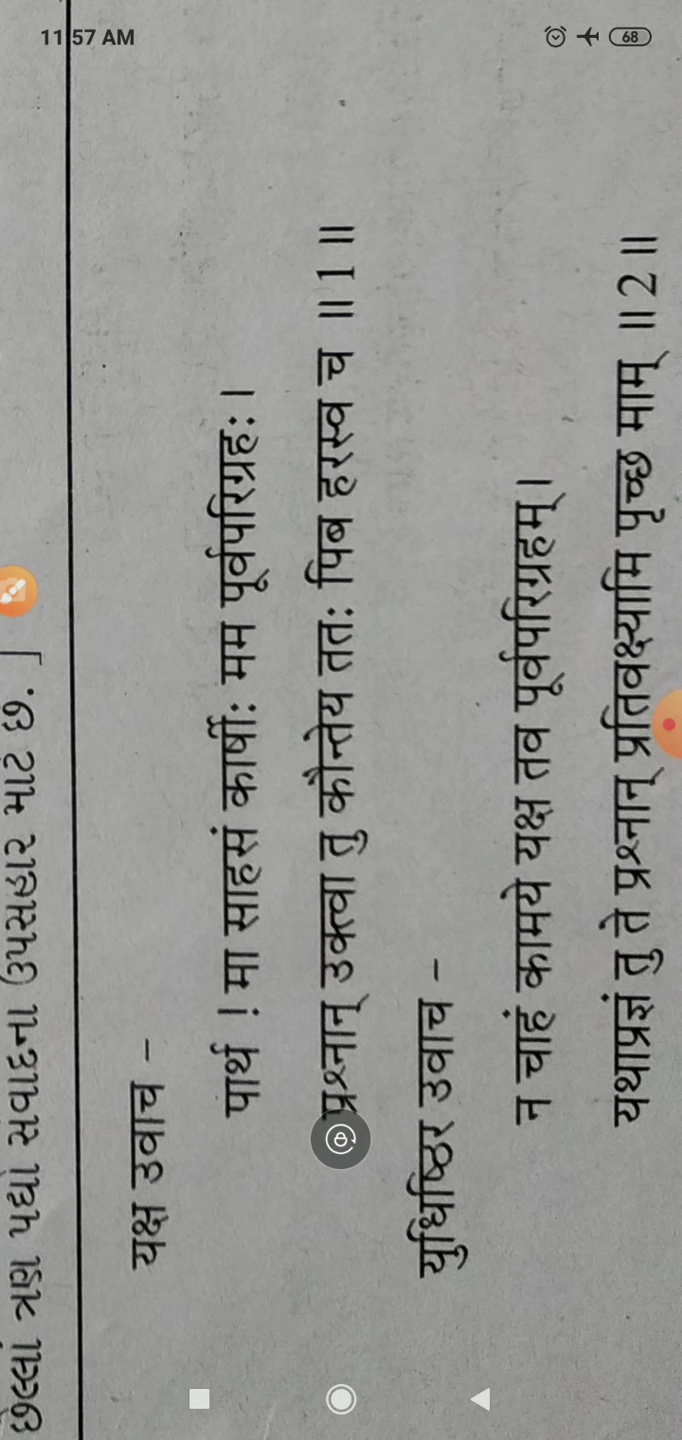 11:57 AM
68
છેલ્લા ત્રણ પદ્યો સંવાદના ઉપસંહાર માટે છે.
यक्ष उवाच –
पार्थ ! मा साहसं कार्षीः मम पूर्वपरिग्रहः ।
प्रश्नान् उक्त्वा तु कौन्तेय ततः पिब हरस्व च ॥ 1 ॥
युधिष्ठिर उवाच –
न चाहं कामये यक्ष तव पूर्वपरिग्रहम् ।
यथाप्रज्ञं तु ते प्रश्नान् प्रतिवक्ष्यामि पृच्छ माम् ॥ 2 ॥